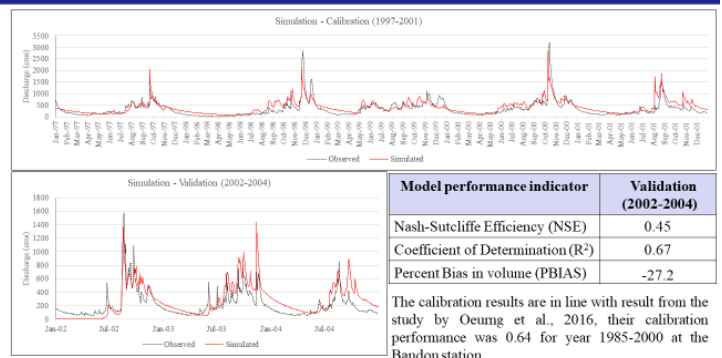 Simulation - Calibration (1997-2001)
Discharge (cms)
3500
3000
2500
2000
1500
1000
500
0
Jan-97 Feb-97 Mar-97 Apr-97 May-97 Jun-97 Jul-97 Aug-97 Sep-97 Oct-97 Nov-97 Dec-97 Jan-98 Feb-98 Mar-98 Apr-98 May-98 Jun-98 Jul-98 Aug-98 Sep-98 Oct-98 Nov-98 Dec-98 Jan-99 Feb-99 Mar-99 Apr-99 May-99 Jun-99 Jul-99 Aug-99 Sep-99 Oct-99 Nov-99 Dec-99 Jan-00 Feb-00 Mar-00 Apr-00 May-00 Jun-00 Jul-00 Aug-00 Sep-00 Oct-00 Nov-00 Dec-00 Jan-01 Feb-01 Mar-01 Apr-01 May-01 Jun-01 Jul-01 Aug-01 Sep-01 Oct-01 Nov-01 Dec-01
Observed Simulated
Simulation - Validation (2002-2004)
Discharge (cms)
1800
1600
1400
1200
1000
800
600
400
200
0
Jan-02 Jul-02 Jan-03 Jul-03 Jan-04 Jul-04
Observed Simulated
Model performance indicator Validation
(2002-2004)
Nash-Sutcliffe Efficiency (NSE) 0.45
Coefficient of Determination (R²) 0.67
Percent Bias in volume (PBIAS) -27.2
The calibration results are in line with result from the
study by Oeurng et al., 2016, their calibration
performance was 0.64 for year 1985-2000 at the
Bandon station